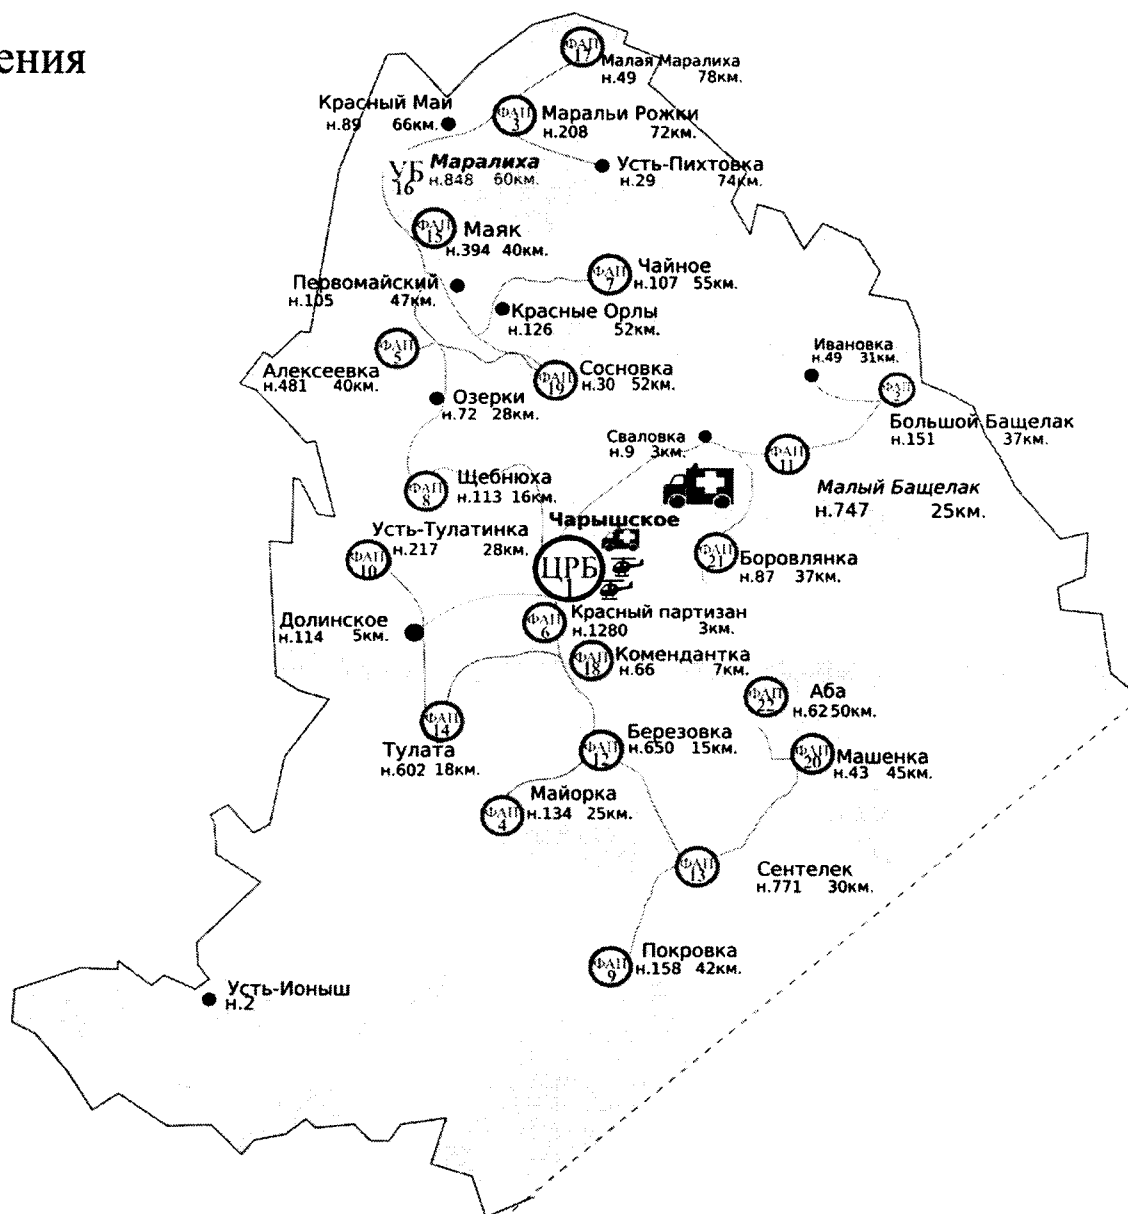 ения
ФАП
17
Малая Маралиха
н.49 78км.
Красный Май
н.89 66км.
ФАП
3
Маральи Рожки
н.208 72км.
Усть-Пихтовка
н.29 74км.
УБ
16
Маралиха
н.848 60км.
ФАП
15
Маяк
н.394 40км.
ФАП
7
Чайное
н.107 55км.
Первомайский
н.105 47км.
Красные Орлы
н.126 52км.
ФАП
5
Алексеевка
н.481 40км.
ФАП
19
Сосновка
н.30 52км.
Ивановка
н.49 31км.
ФАП
2
Большой Бащелак
н.151 37км.
Озерки
н.72 28км.
Сваловка
н.9 3км.
ФАП
11
Малый Бащелак
н.747 25км.
ФАП
8
Щебнюха
н.113 16км.
Усть-Тулатинка
н.217 28км.
ФАП
10
Чарышское
ЦРБ
1
ФАП
21
Боровлянка
н.87 37км.
Долинское
н.114 5км.
ФАП
6
Красный партизан
н.1280 3км.
ФАП
18
Комендантка
н.66 7км.
ФАП
22
Аба
н.62 50км.
ФАП
14
Тулата
н.602 18км.
ФАП
12
Березовка
н.650 15км.
ФАП
20
Машенка
н.43 45км.
ФАП
4
Майорка
н.134 25км.
ФАП
13
Сентелек
н.771 30км.
ФАП
9
Покровка
н.158 42км.
Усть-Ионыш
н.2